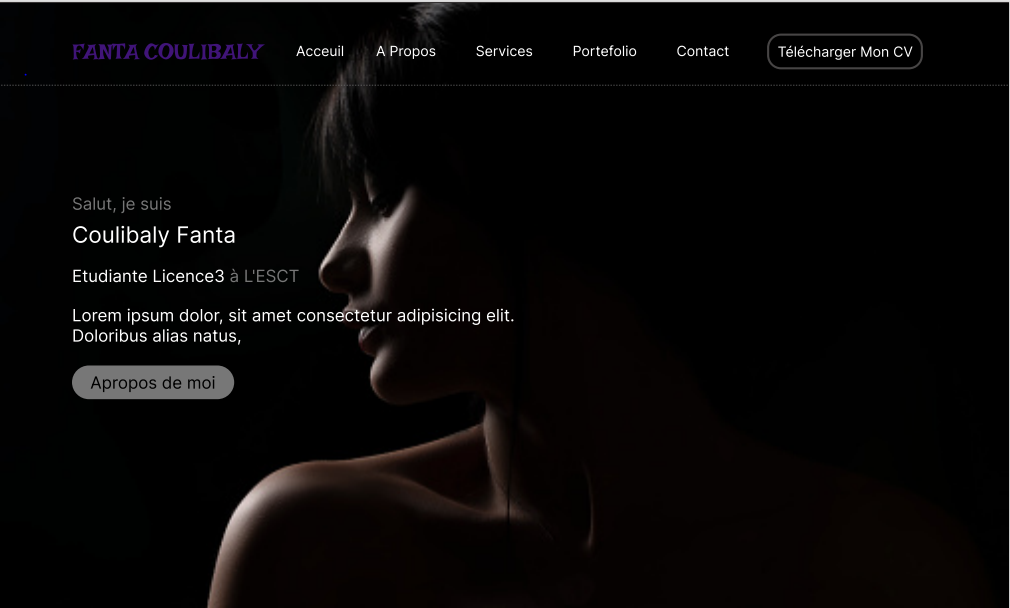 FANTA COULIBALY Acceuil A Propos Services Portefolio Contact Télécharger Mon CV
Salut, je suis
Coulibaly Fanta
Etudiante Licence3 à L'ESCT
Lorem ipsum dolor, sit amet consectetur adipisicing elit.
Doloribus alias natus,
Apropos de moi